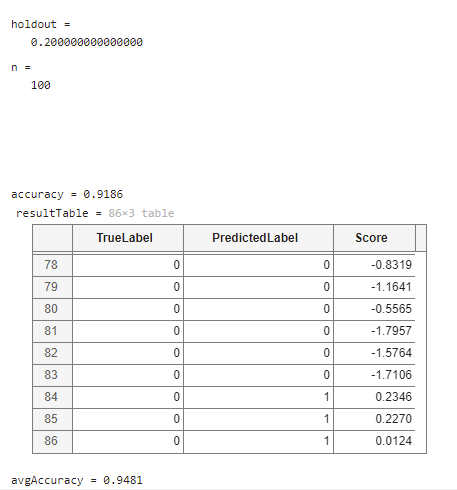 holdout =
0.200000000000000
n =
100
accuracy = 0.9186
resultTable = 86×3 table
TrueLabel PredictedLabel Score
78 0 0 -0.8319
79 0 0 -1.1641
80 0 0 -0.5565
81 0 0 -1.7957
82 0 0 -1.5764
83 0 0 -1.7106
84 0 1 0.2346
85 0 1 0.2270
86 0 1 0.0124
avgAccuracy = 0.9481